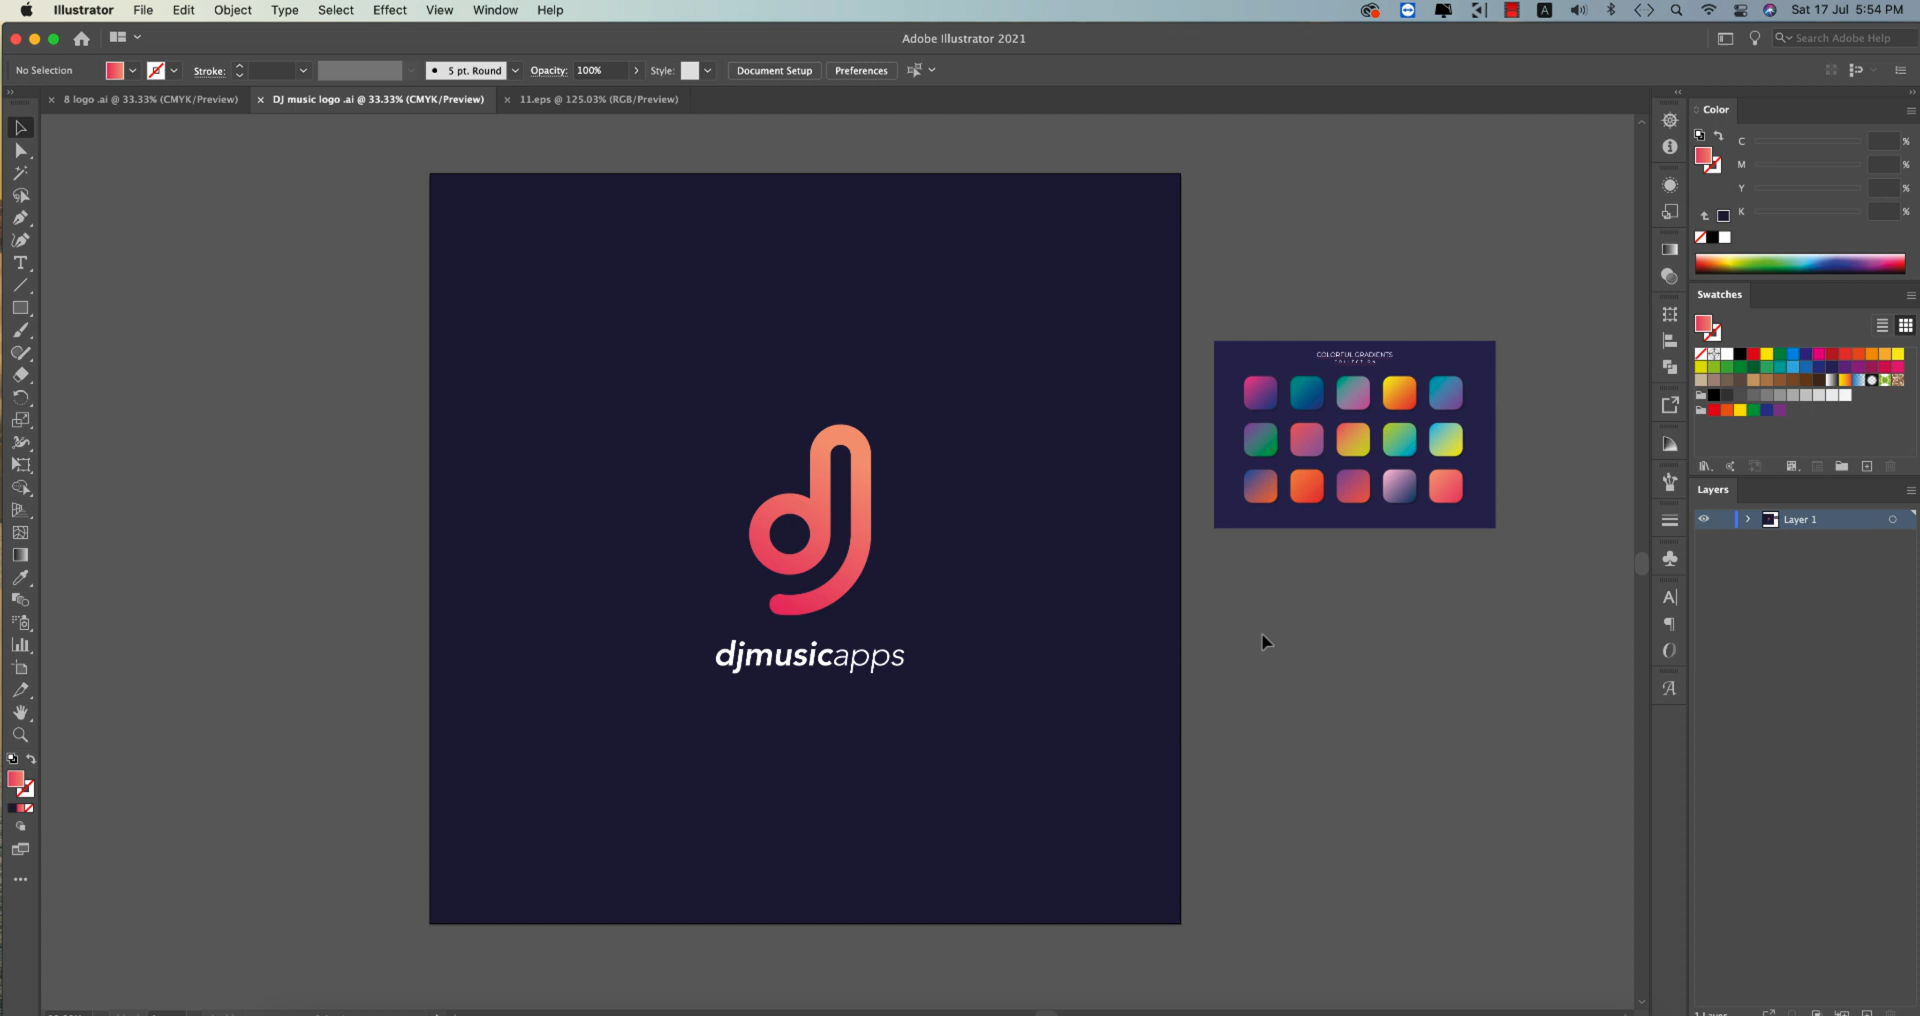 Illustrator File Edit Object Type Select Effect View Window Help
A
Sat 17 Jul 5:54 PM
Adobe Illustrator 2021
Search Adobe Help
No Selection
Stroke:
5 pt. Round
Opacity: 100%
Style:
Document Setup
Preferences
× 8 logo .ai @ 33.33% (CMYK/Preview)
× DJ music logo .ai @ 33.33% (CMYK/Preview)
× 11.eps @ 125.03% (RGB/Preview)
Color
C %
M %
Y %
K %
Swatches
COLORFUL GRADIENTS
COLLECTION
Layers
Layer 1
djmusicapps
1 Layer